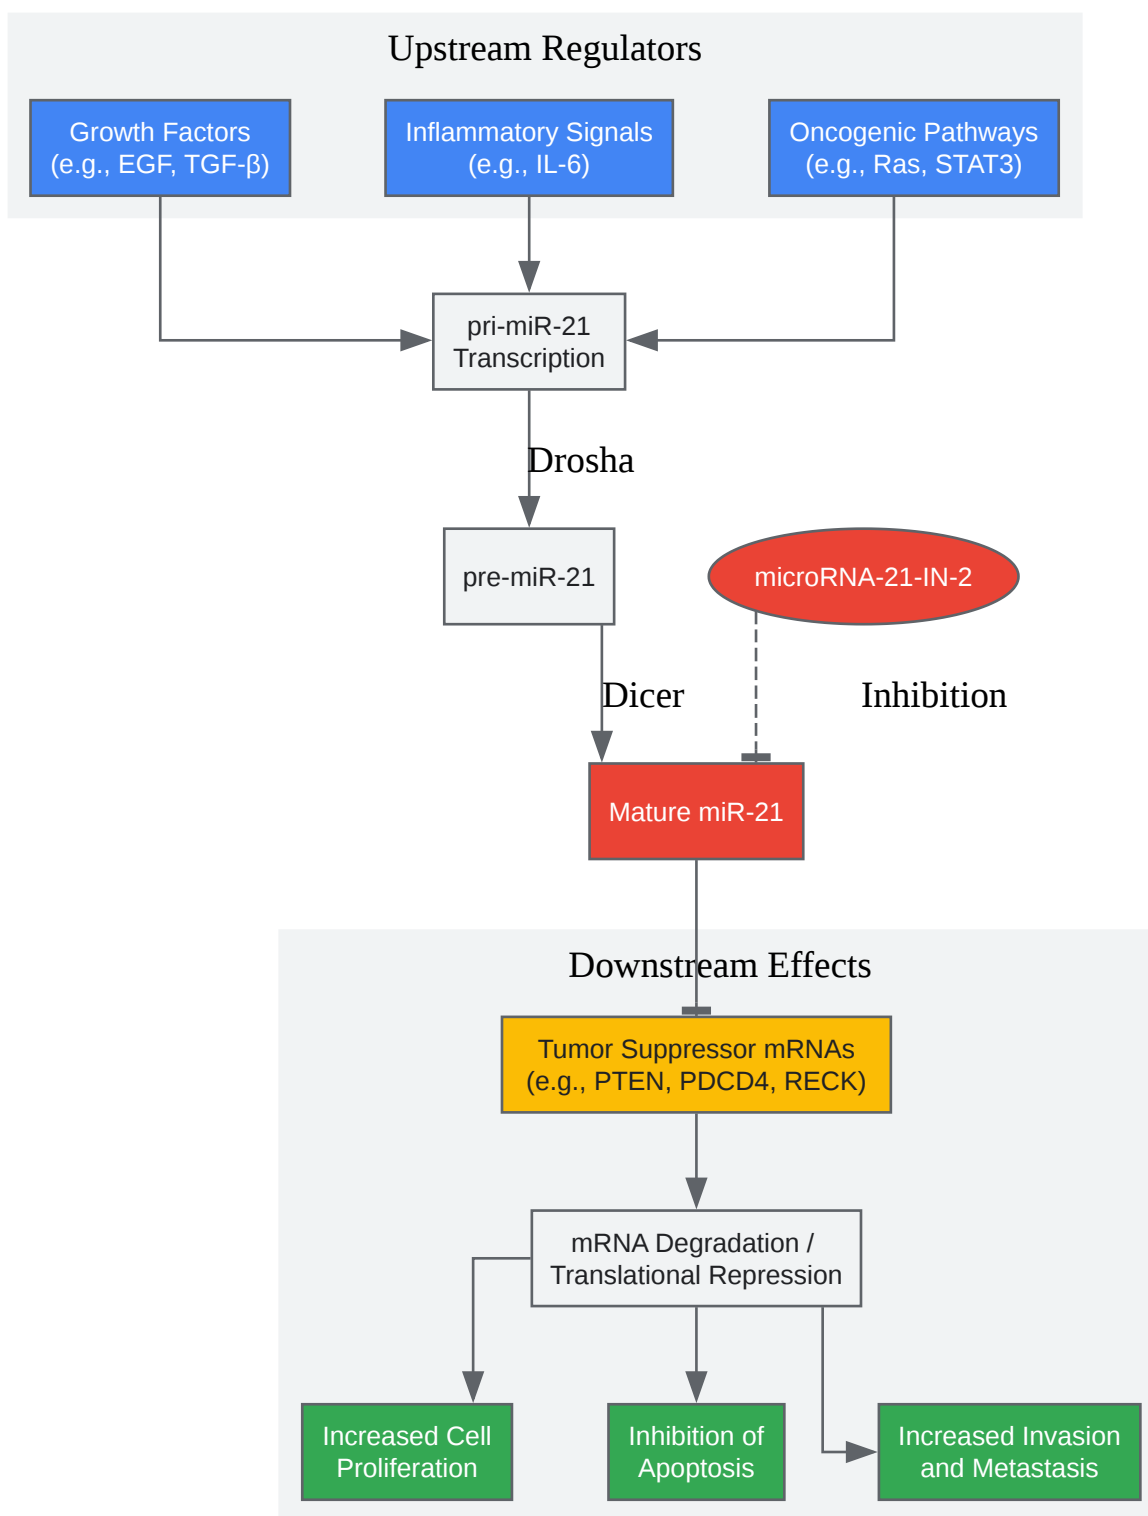 Upstream Regulators
Growth Factors
(e.g., EGF, TGF-β)
Inflammatory Signals
(e.g., IL-6)
Oncogenic Pathways
(e.g., Ras, STAT3)
pri-miR-21
Transcription
Drosha
pre-miR-21
microRNA-21-IN-2
Dicer
Inhibition
Mature miR-21
Downstream Effects
Tumor Suppressor mRNAs
(e.g., PTEN, PDCD4, RECK)
mRNA Degradation /
Translational Repression
Increased Cell
Proliferation
Inhibition of
Apoptosis
Increased Invasion
and Metastasis